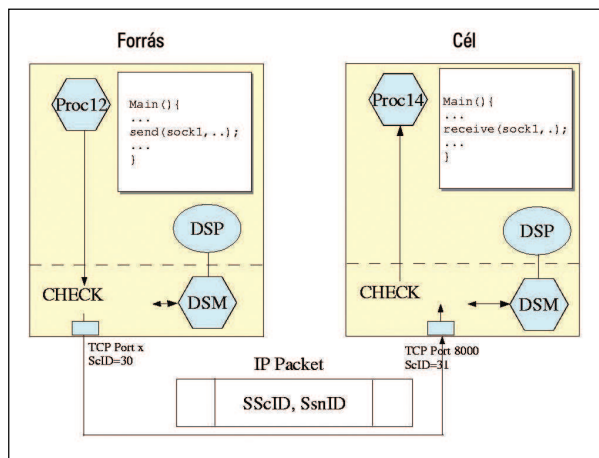 Forrás
Proc12
Main(){
...
send(sock1,..);
...
}
DSP
CHECK
DSM
TCP Port x
ScID=30
Cél
Proc14
Main(){
...
receive(sock1,.);
...
}
DSP
CHECK
DSM
TCP Port 8000
ScID=31
IP Packet
SScID, SsnID